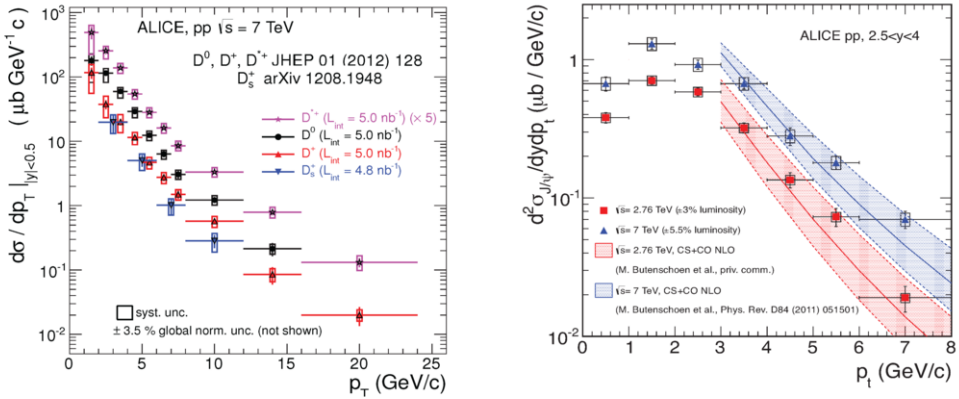 ALICE, pp √s = 7 TeV
D⁰, D⁺, D*⁺ JHEP 01 (2012) 128
Dₛ⁺ arXiv 1208.1948
D*⁺ (L_int = 5.0 nb⁻¹) (× 5)
D⁰ (L_int = 5.0 nb⁻¹)
D⁺ (L_int = 5.0 nb⁻¹)
Dₛ⁺ (L_int = 4.8 nb⁻¹)
syst. unc.
± 3.5 % global norm. unc. (not shown)
dσ / dp_T |_|y|<0.5 ( μb GeV⁻¹ c)
10³
10²
10
1
10⁻¹
10⁻²
0 5 10 15 20 25
p_T (GeV/c)
ALICE pp, 2.5<y<4
√s= 2.76 TeV (±3% luminosity)
√s= 7 TeV (±5.5% luminosity)
√s= 2.76 TeV, CS+CO NLO
(M. Butenschoen et al., priv. comm.)
√s= 7 TeV, CS+CO NLO
(M. Butenschoen et al., Phys. Rev. D84 (2011) 051501)
d²σ_J/ψ/dydp_t (μb / GeV/c)
1
10⁻¹
10⁻²
0 1 2 3 4 5 6 7 8
p_t (GeV/c)